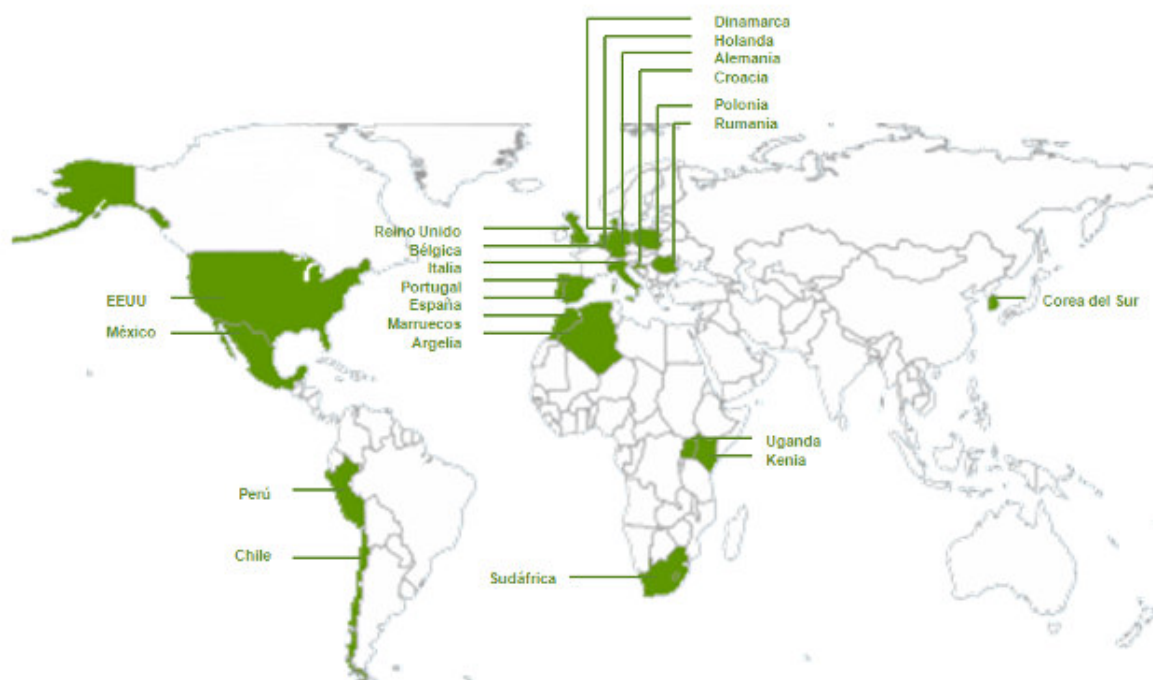 Dinamarca
Holanda
Alemania
Croacia
Polonia
Rumania
Reino Unido
Bélgica
Italia
Portugal
España
Marruecos
Argelia
EEUU
México
Corea del Sur
Uganda
Kenia
Perú
Chile
Sudáfrica